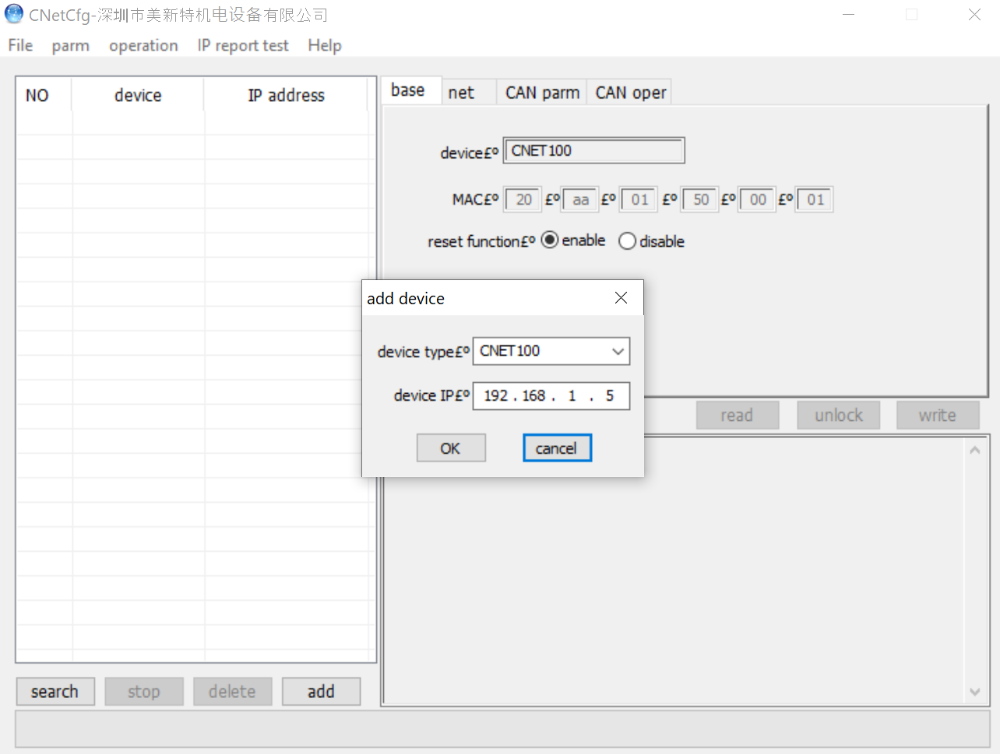 CNetCfg-深圳市美新特机电设备有限公司
File parm operation IP report test Help
NO device IP address
base net CAN parm CAN oper
device£º CNET100
MAC£º 20 £º aa £º 01 £º 50 £º 00 £º 01
reset function£º enable disable
add device
device type£º CNET100
device IP£º 192 . 168 . 1 . 5
OK cancel
read unlock write
search stop delete add